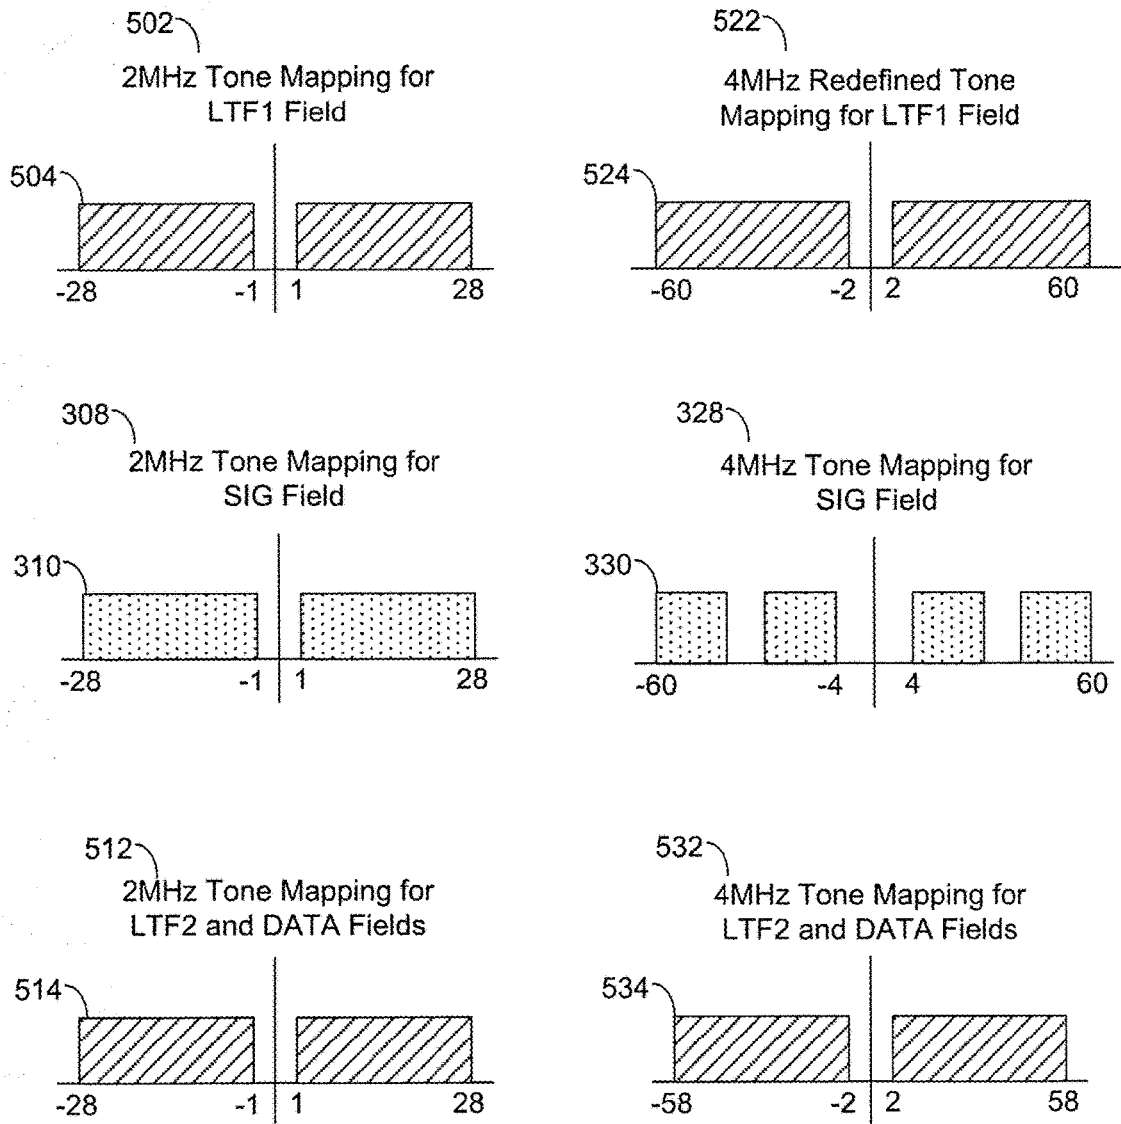 502
2MHz Tone Mapping for
LTF1 Field
504
-28 -1 1 28
522
4MHz Redefined Tone
Mapping for LTF1 Field
524
-60 -2 2 60
308
2MHz Tone Mapping for
SIG Field
310
-28 -1 1 28
328
4MHz Tone Mapping for
SIG Field
330
-60 -4 4 60
512
2MHz Tone Mapping for
LTF2 and DATA Fields
514
-28 -1 1 28
532
4MHz Tone Mapping for
LTF2 and DATA Fields
534
-58 -2 2 58